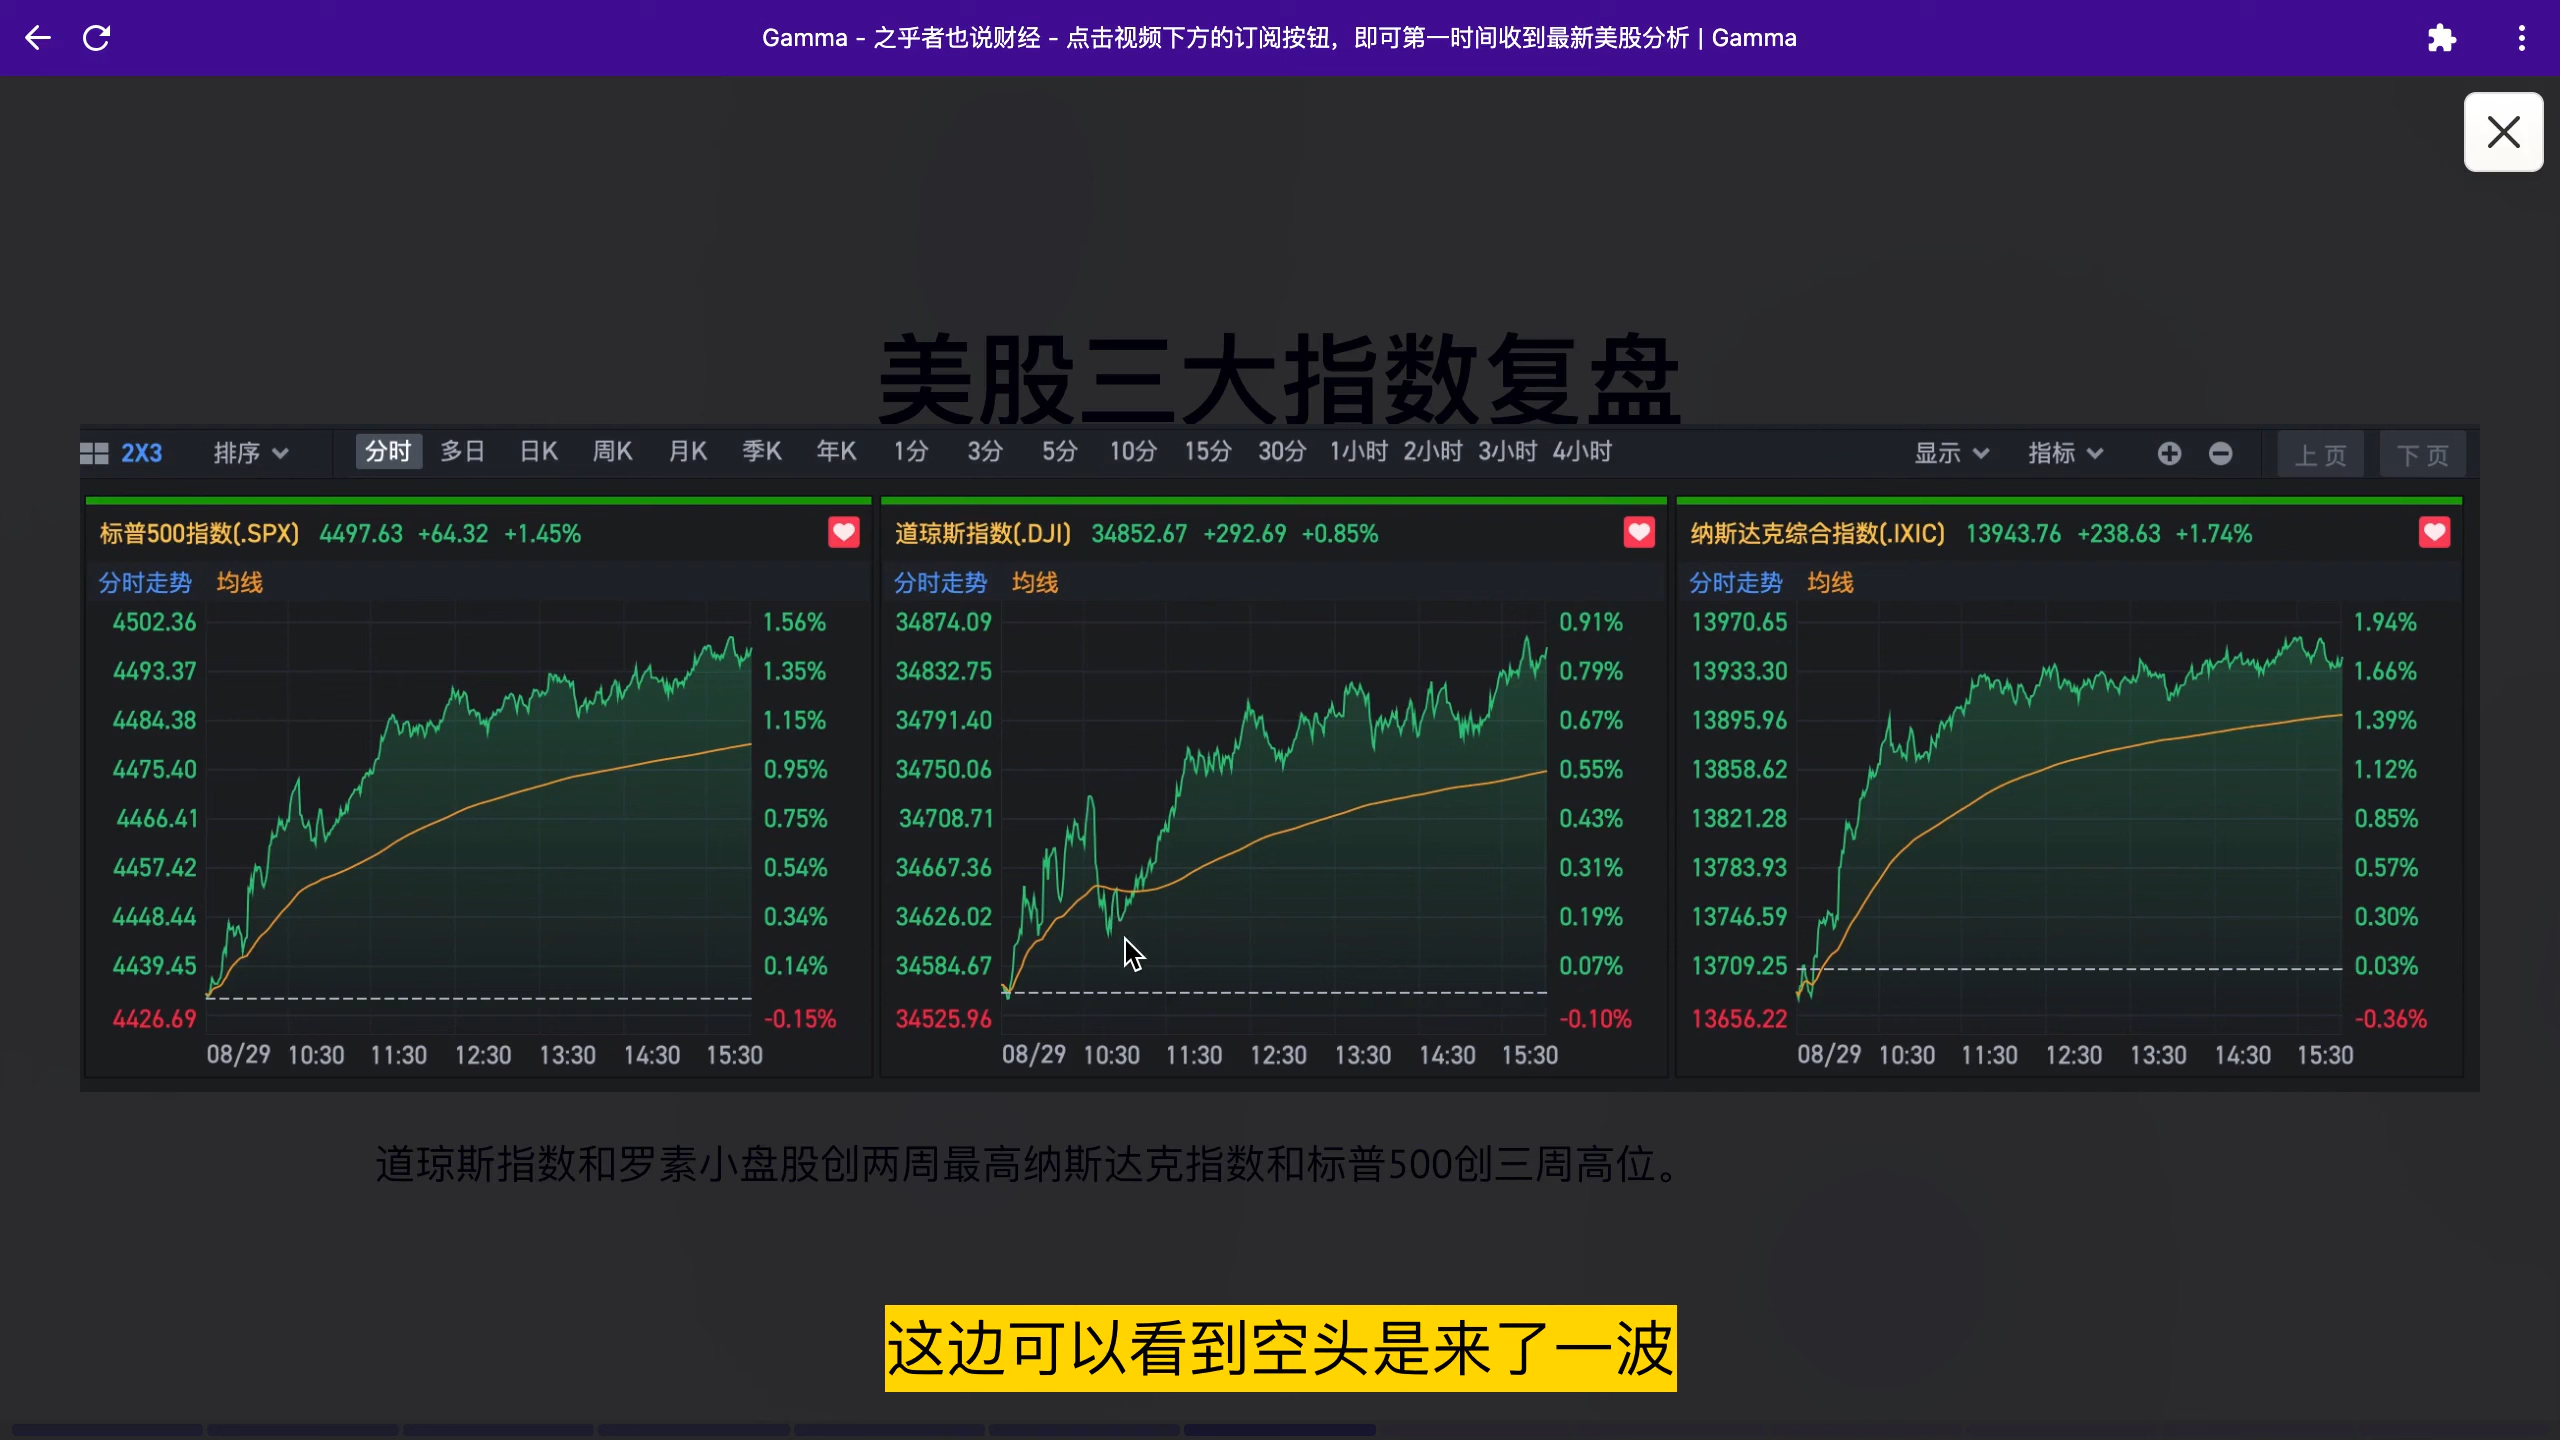 Gamma - 之乎者也说财经 - 点击视频下方的订阅按钮，即可第一时间收到最新美股分析 | Gamma
美股三大指数复盘
2X3 排序 分时 多日 日K 周K 月K 季K 年K 1分 3分 5分 10分 15分 30分 1小时 2小时 3小时 4小时 显示 指标 上页 下页
标普500指数(.SPX) 4497.63 +64.32 +1.45%
分时走势 均线
4502.36 1.56%
4493.37 1.35%
4484.38 1.15%
4475.40 0.95%
4466.41 0.75%
4457.42 0.54%
4448.44 0.34%
4439.45 0.14%
4426.69 -0.15%
08/29 10:30 11:30 12:30 13:30 14:30 15:30
道琼斯指数(.DJI) 34852.67 +292.69 +0.85%
分时走势 均线
34874.09 0.91%
34832.75 0.79%
34791.40 0.67%
34750.06 0.55%
34708.71 0.43%
34667.36 0.31%
34626.02 0.19%
34584.67 0.07%
34525.96 -0.10%
08/29 10:30 11:30 12:30 13:30 14:30 15:30
纳斯达克综合指数(.IXIC) 13943.76 +238.63 +1.74%
分时走势 均线
13970.65 1.94%
13933.30 1.66%
13895.96 1.39%
13858.62 1.12%
13821.28 0.85%
13783.93 0.57%
13746.59 0.30%
13709.25 0.03%
13656.22 -0.36%
08/29 10:30 11:30 12:30 13:30 14:30 15:30
道琼斯指数和罗素小盘股创两周最高纳斯达克指数和标普500创三周高位。
这边可以看到空头是来了一波